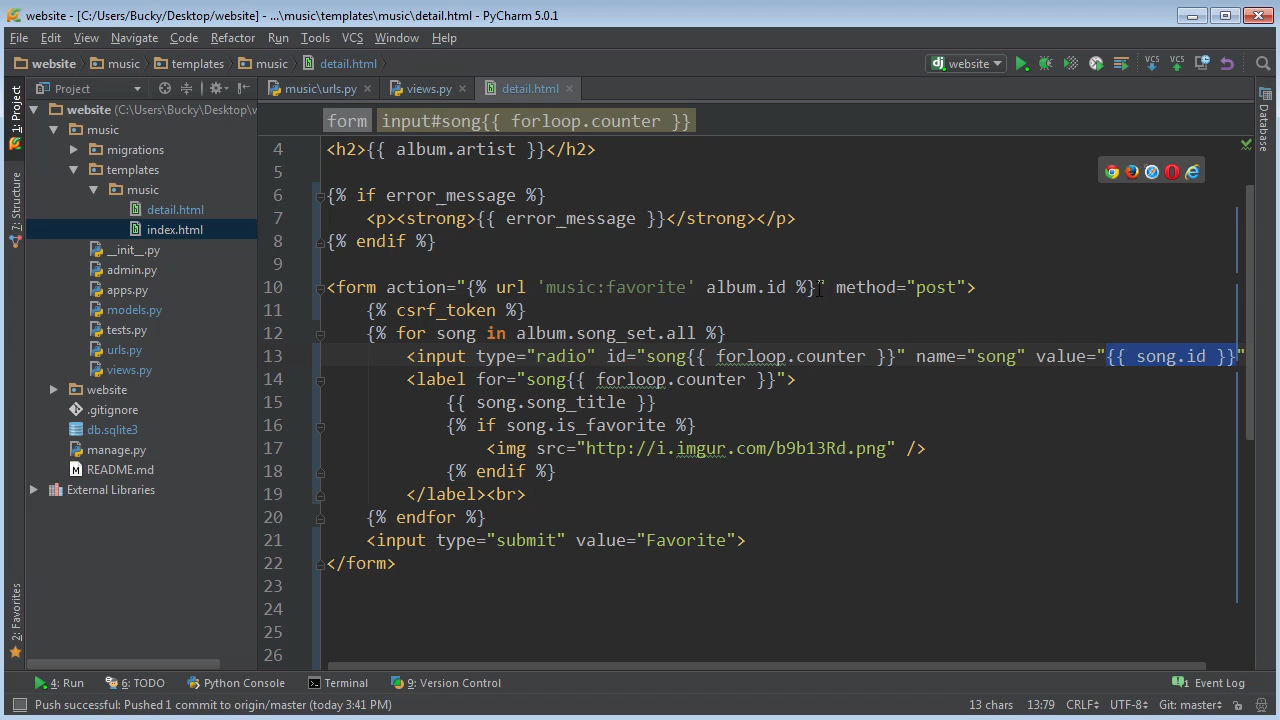 website - [C:/Users/Bucky/Desktop/website] - ...\music\templates\music\detail.html - PyCharm 5.0.1
File Edit View Navigate Code Refactor Run Tools VCS Window Help
website music templates music detail.html
dj website
Project
music\urls.py views.py detail.html
form input#song{{ forloop.counter }}
1: Project
7: Structure
2: Favorites
Database
website (C:\Users\Bucky\Desktop\w
music
migrations
templates
music
detail.html
index.html
__init__.py
admin.py
apps.py
models.py
tests.py
urls.py
views.py
website
.gitignore
db.sqlite3
manage.py
README.md
External Libraries
4 <h2>{{ album.artist }}</h2>
5
6 {% if error_message %}
7 <p><strong>{{ error_message }}</strong></p>
8 {% endif %}
9
10 <form action="{% url 'music:favorite' album.id %}" method="post">
11 {% csrf_token %}
12 {% for song in album.song_set.all %}
13 <input type="radio" id="song{{ forloop.counter }}" name="song" value="{{ song.id }}"
14 <label for="song{{ forloop.counter }}">
15 {{ song.song_title }}
16 {% if song.is_favorite %}
17 <img src="http://i.imgur.com/b9b13Rd.png" />
18 {% endif %}
19 </label><br>
20 {% endfor %}
21 <input type="submit" value="Favorite">
22 </form>
23
24
25
26
4: Run 6: TODO Python Console Terminal 9: Version Control 1 Event Log
Push successful: Pushed 1 commit to origin/master (today 3:41 PM) 13 chars 13:79 CRLF÷ UTF-8÷ Git: master÷